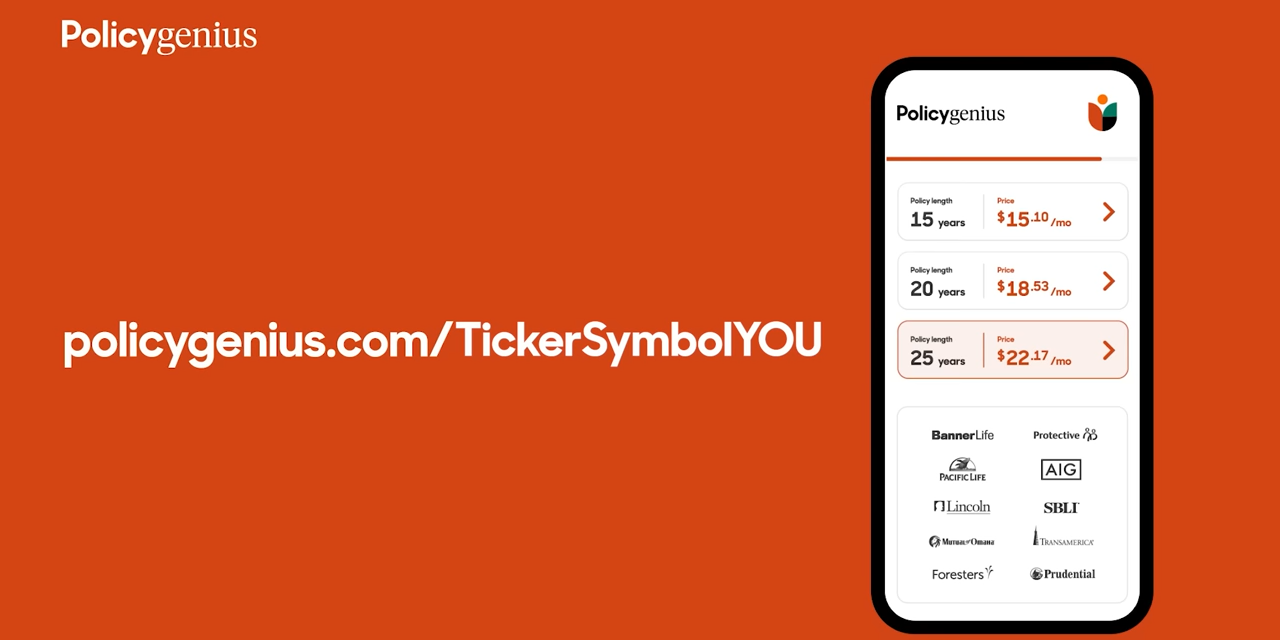 Policygenius
policygenius.com/TickerSymbolYOU
Policygenius
Policy length
15 years
Price
$15.10/mo
Policy length
20 years
Price
$18.53/mo
Policy length
25 years
Price
$22.17/mo
BannerLife
Protective
PACIFIC LIFE
AIG
Lincoln
SBLI
MUTUAL of OMAHA
TRANSAMERICA
Foresters
Prudential